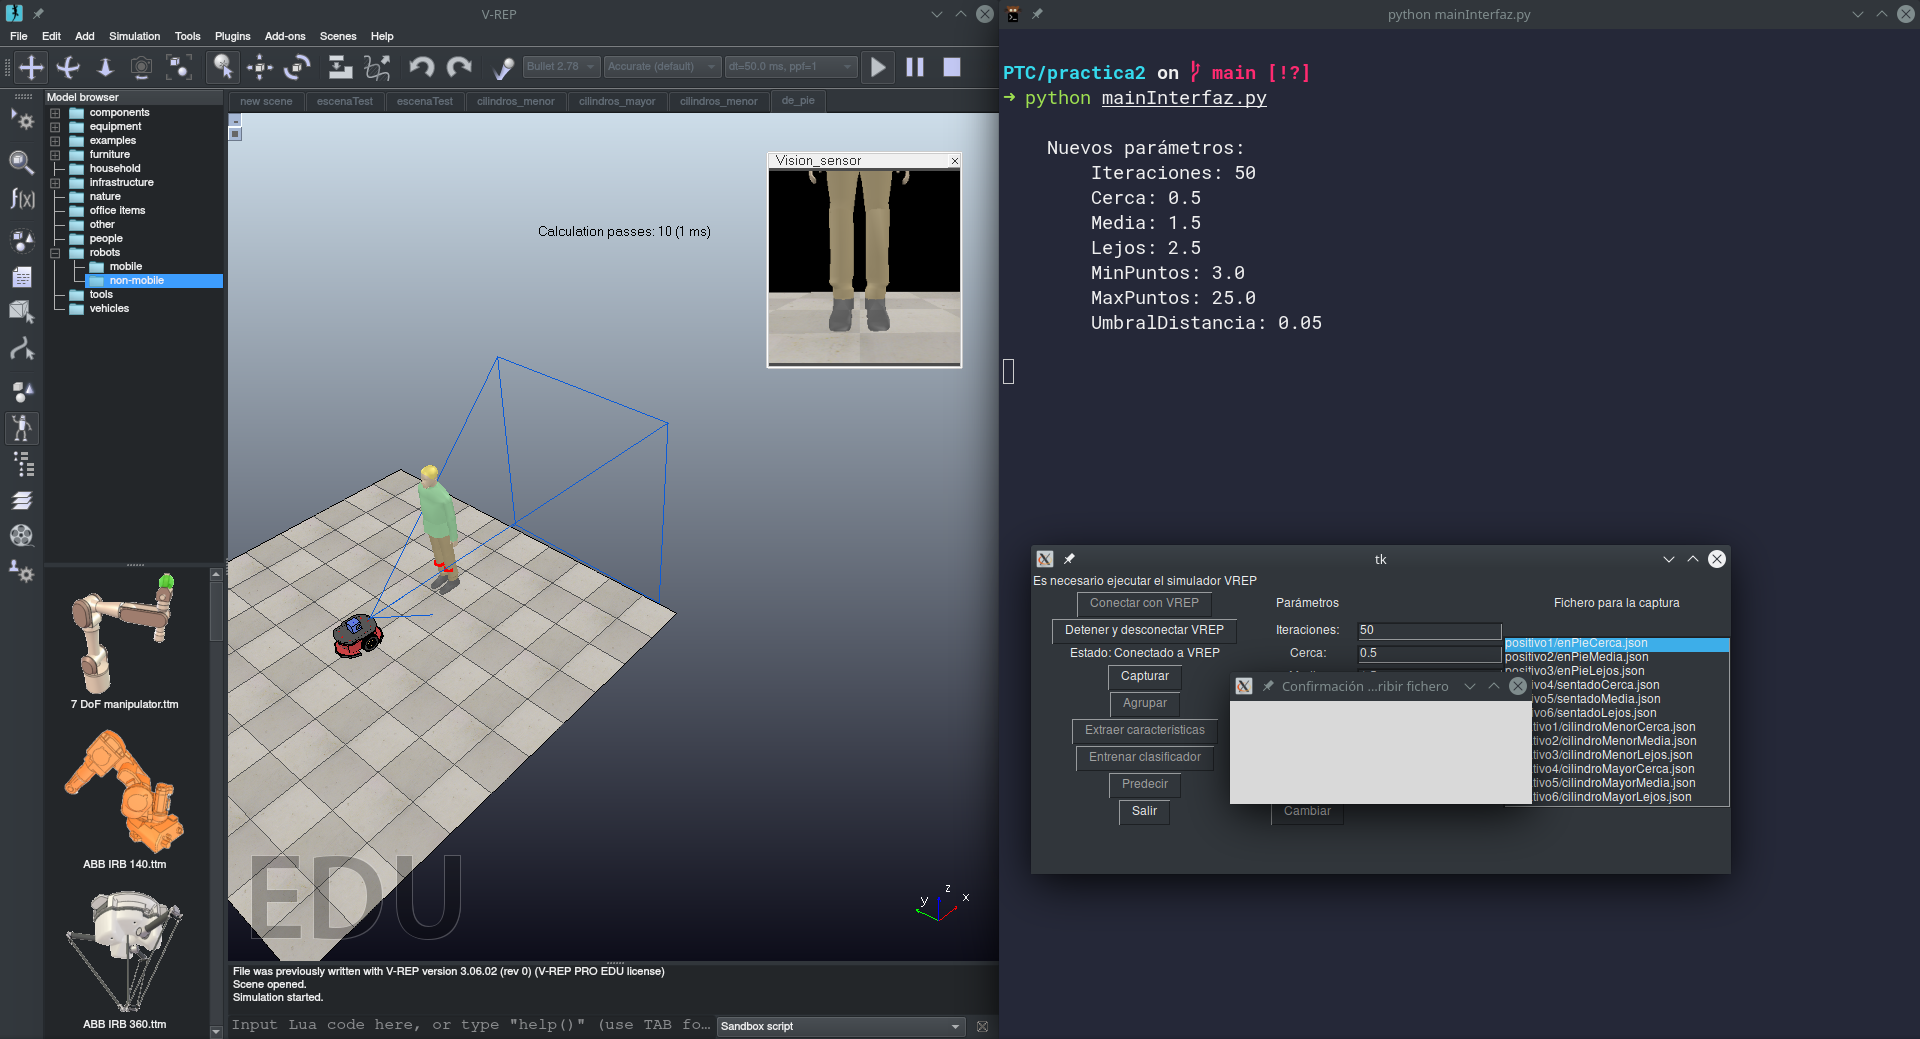 V-REP
File Edit Add Simulation Tools Plugins Add-ons Scenes Help
Bullet 2.78 Accurate (default) dt=50.0 ms, ppf=1
Model browser
components
equipment
examples
furniture
household
infrastructure
nature
office items
other
people
robots
mobile
non-mobile
tools
vehicles
7 DoF manipulator.ttm
ABB IRB 140.ttm
ABB IRB 360.ttm
new scene escenaTest escenaTest cilindros_menor cilindros_mayor cilindros_menor de_pie
Calculation passes: 10 (1 ms)
Vision_sensor
EDU
z
y
x
File was previously written with V-REP version 3.06.02 (rev 0) (V-REP PRO EDU license)
Scene opened.
Simulation started.
Input Lua code here, or type "help()" (use TAB fo...
Sandbox script
python mainInterfaz.py
PTC/practica2 on main [!?]
→ python mainInterfaz.py
Nuevos parámetros:
Iteraciones: 50
Cerca: 0.5
Media: 1.5
Lejos: 2.5
MinPuntos: 3.0
MaxPuntos: 25.0
UmbralDistancia: 0.05
tk
Es necesario ejecutar el simulador VREP
Conectar con VREP
Detener y desconectar VREP
Estado: Conectado a VREP
Capturar
Agrupar
Extraer características
Entrenar clasificador
Predecir
Salir
Parámetros
Iteraciones: 50
Cerca: 0.5
Cambiar
Fichero para la captura
positivo1/enPieCerca.json
positivo2/enPieMedia.json
positivo3/enPieLejos.json
ivo4/sentadoCerca.json
ivo5/sentadoMedia.json
ivo6/sentadoLejos.json
tivo1/cilindroMenorCerca.json
tivo2/cilindroMenorMedia.json
tivo3/cilindroMenorLejos.json
tivo4/cilindroMayorCerca.json
tivo5/cilindroMayorMedia.json
tivo6/cilindroMayorLejos.json
Confirmación ...ribir fichero